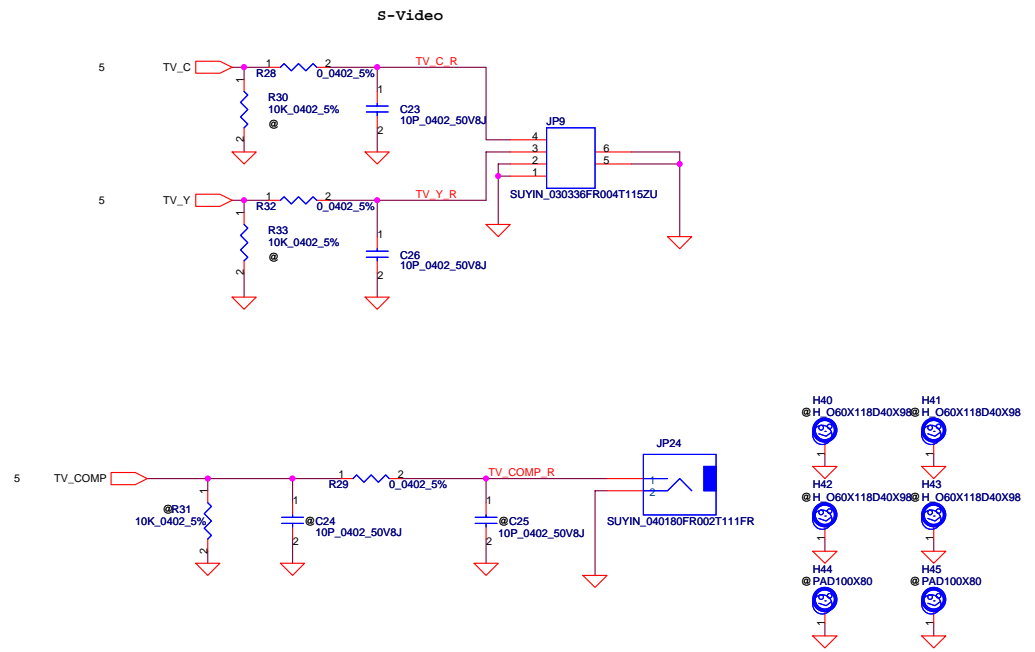 S-Video
5 TV_C 1 2 TV_C_R
R28 0_0402_5%
1 1
R30
10K_0402_5%
@
C23
10P_0402_50V8J
2 2
JP9
4
3
2
1
6
5
SUYIN_030336FR004T115ZU
5 TV_Y 1 2 TV_Y_R
R32 0_0402_5%
1 1
R33
10K_0402_5%
@
C26
10P_0402_50V8J
2 2
5 TV_COMP 1 2 TV_COMP_R
R29 0_0402_5%
1 1 1
@R31
10K_0402_5%
@C24
10P_0402_50V8J
@C25
10P_0402_50V8J
2 2 2
JP24
1
2
SUYIN_040180FR002T111FR
H40 H41
@H_O60X118D40X98 @H_O60X118D40X98
1 1
H42 H43
@H_O60X118D40X98 @H_O60X118D40X98
1 1
H44 H45
@PAD100X80 @PAD100X80
1 1